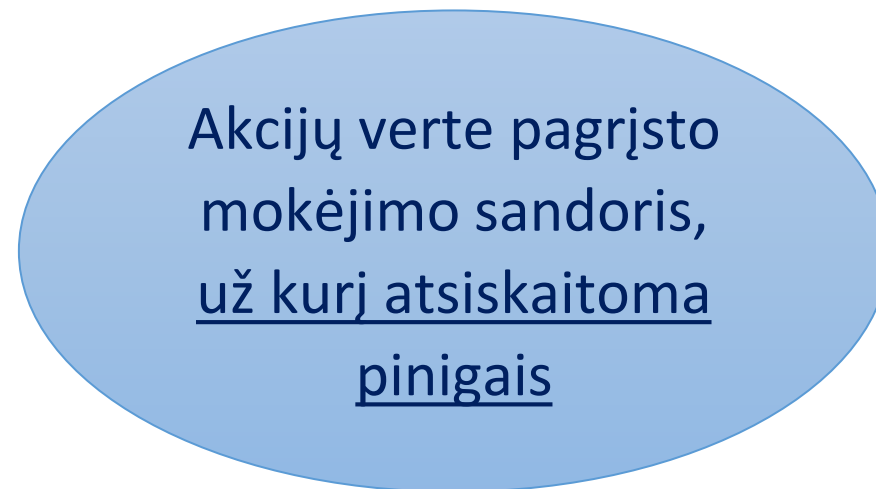 Akcijų verte pagrįsto
mokėjimo sandoris,
už kurį atsiskaitoma
pinigais